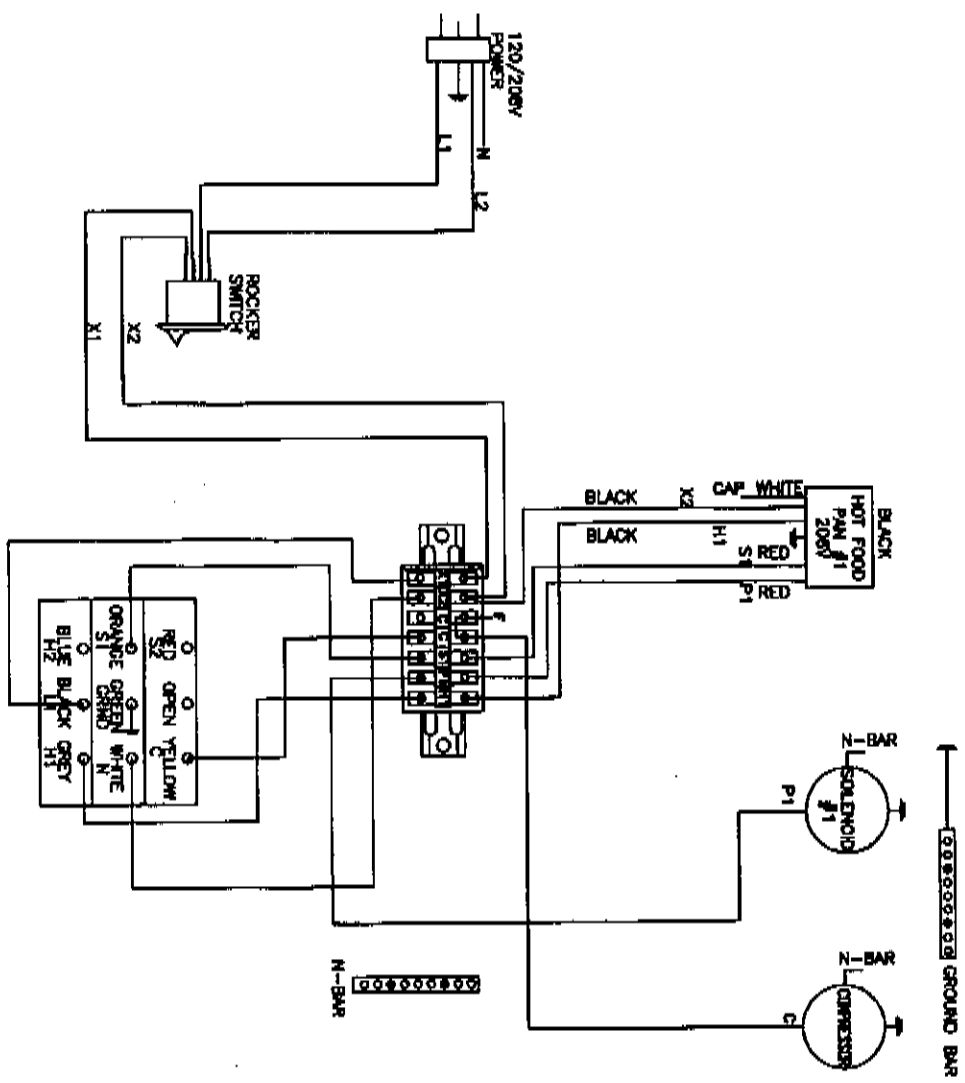 120/208V
POWER
N
L1
L2
ROCKER
SWITCH
X1
X2
BLACK
HOT FOOD
PAN #1
208V
CAP WHITE
BLACK X2
BLACK H1
S1 RED
P1 RED
RED
S2
OPEN
YELLOW
C
ORANGE
S1
GREEN
GRND
WHITE
N
BLUE
H2
BLACK
L1
GREY
H1
N-BAR
SOLENOID
#1
P1
N-BAR
COMPRESSOR
C
N-BAR
GROUND BAR